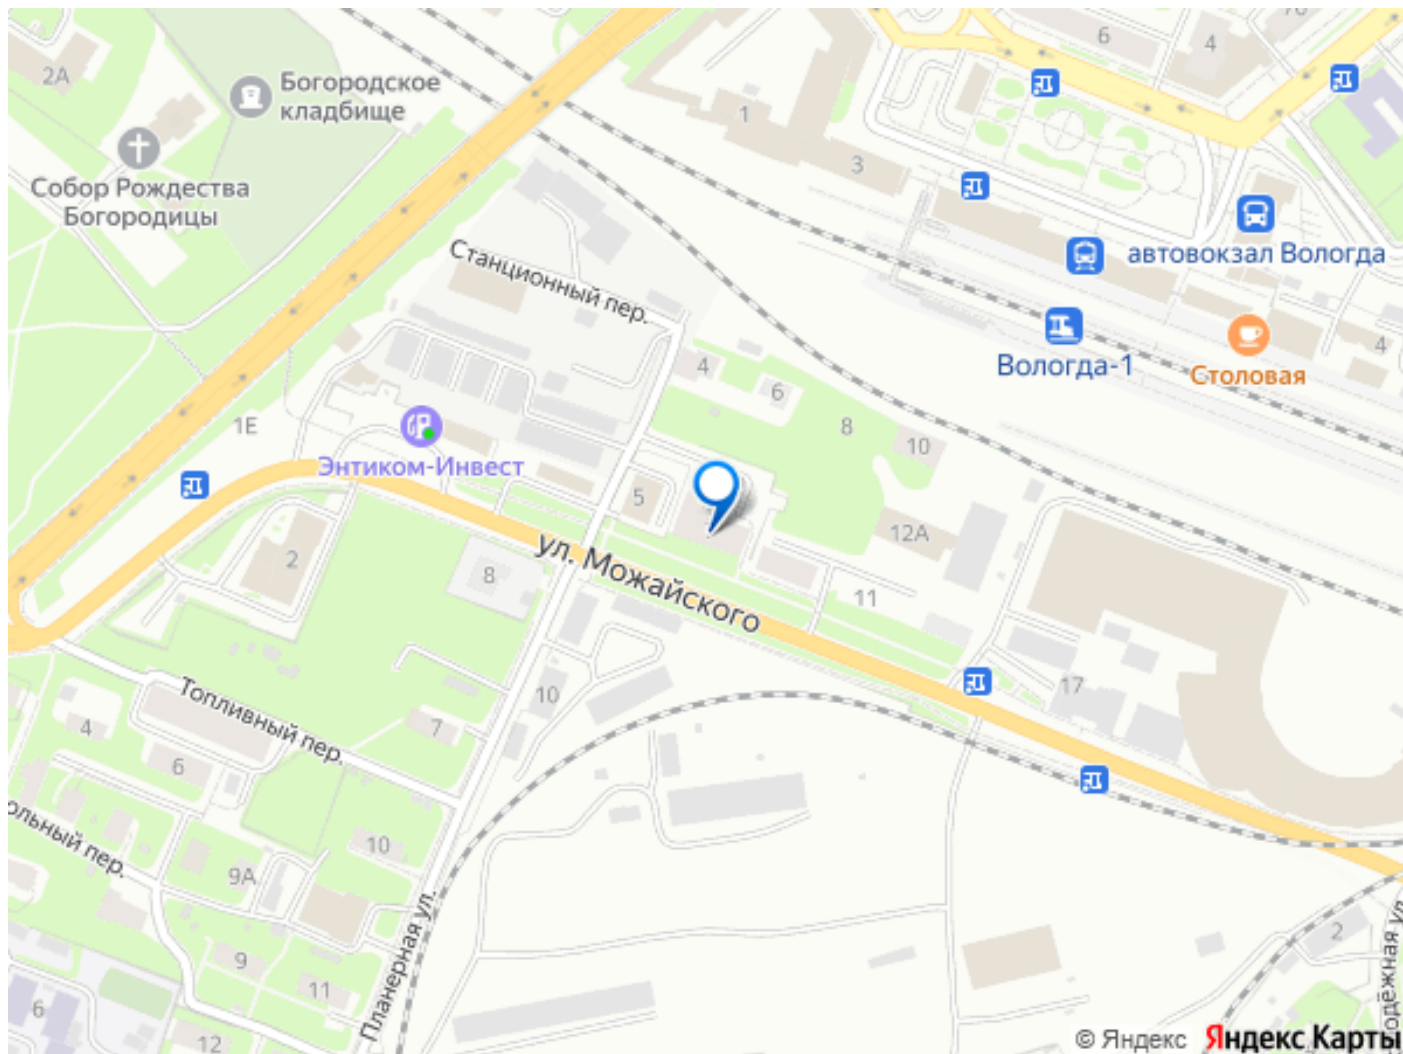 6
4
2А
Богородское
кладбище
1
3
Собор Рождества
Богородицы
автовокзал Вологда
Станционный пер.
Вологда-1
Столовая
4
4
6
8
10
1Е
Энтиком-Инвест
5
12А
2
8
ул. Можайского
11
17
10
Топливный пер.
7
4
6
ольный пер.
10
9А
Планерная ул.
9
11
6
12
2
одёжная ул.
© Яндекс
Яндекс Карты